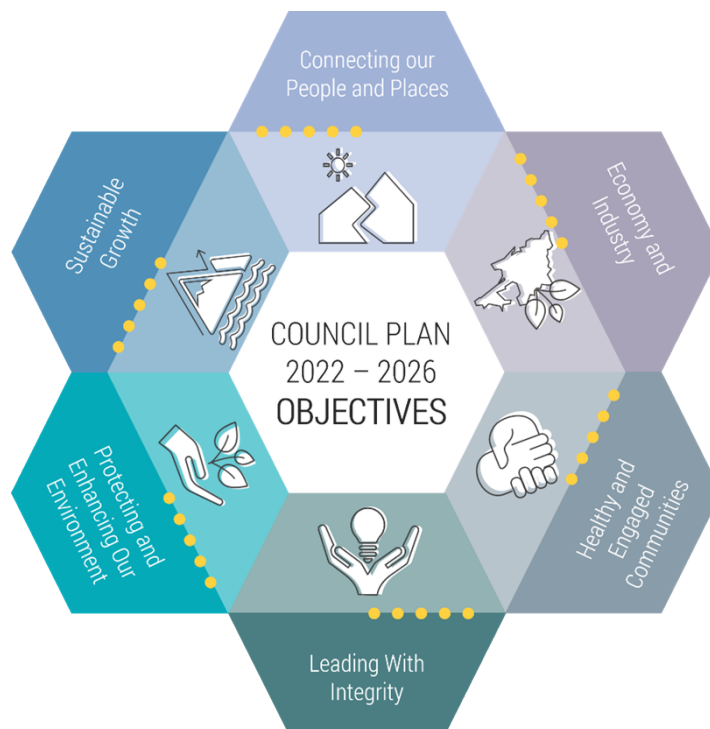 Connecting our
People and Places
Economy and
Industry
Healthy and
Engaged
Communities
Leading With
Integrity
Protecting and
Enhancing Our
Environment
Sustainable
Growth
COUNCIL PLAN
2022 – 2026
OBJECTIVES